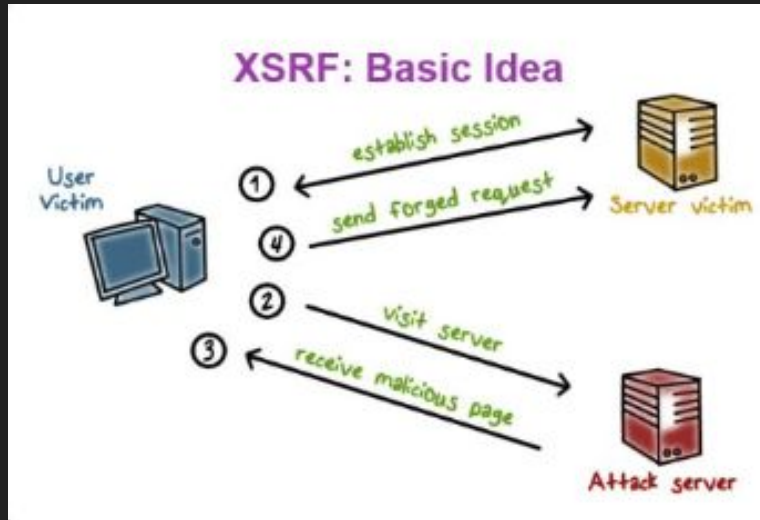 XSRF: Basic Idea
establish session
User
Victim
1
send forged request
Server victim
4
2
visit server
3
receive malicious page
Attack server